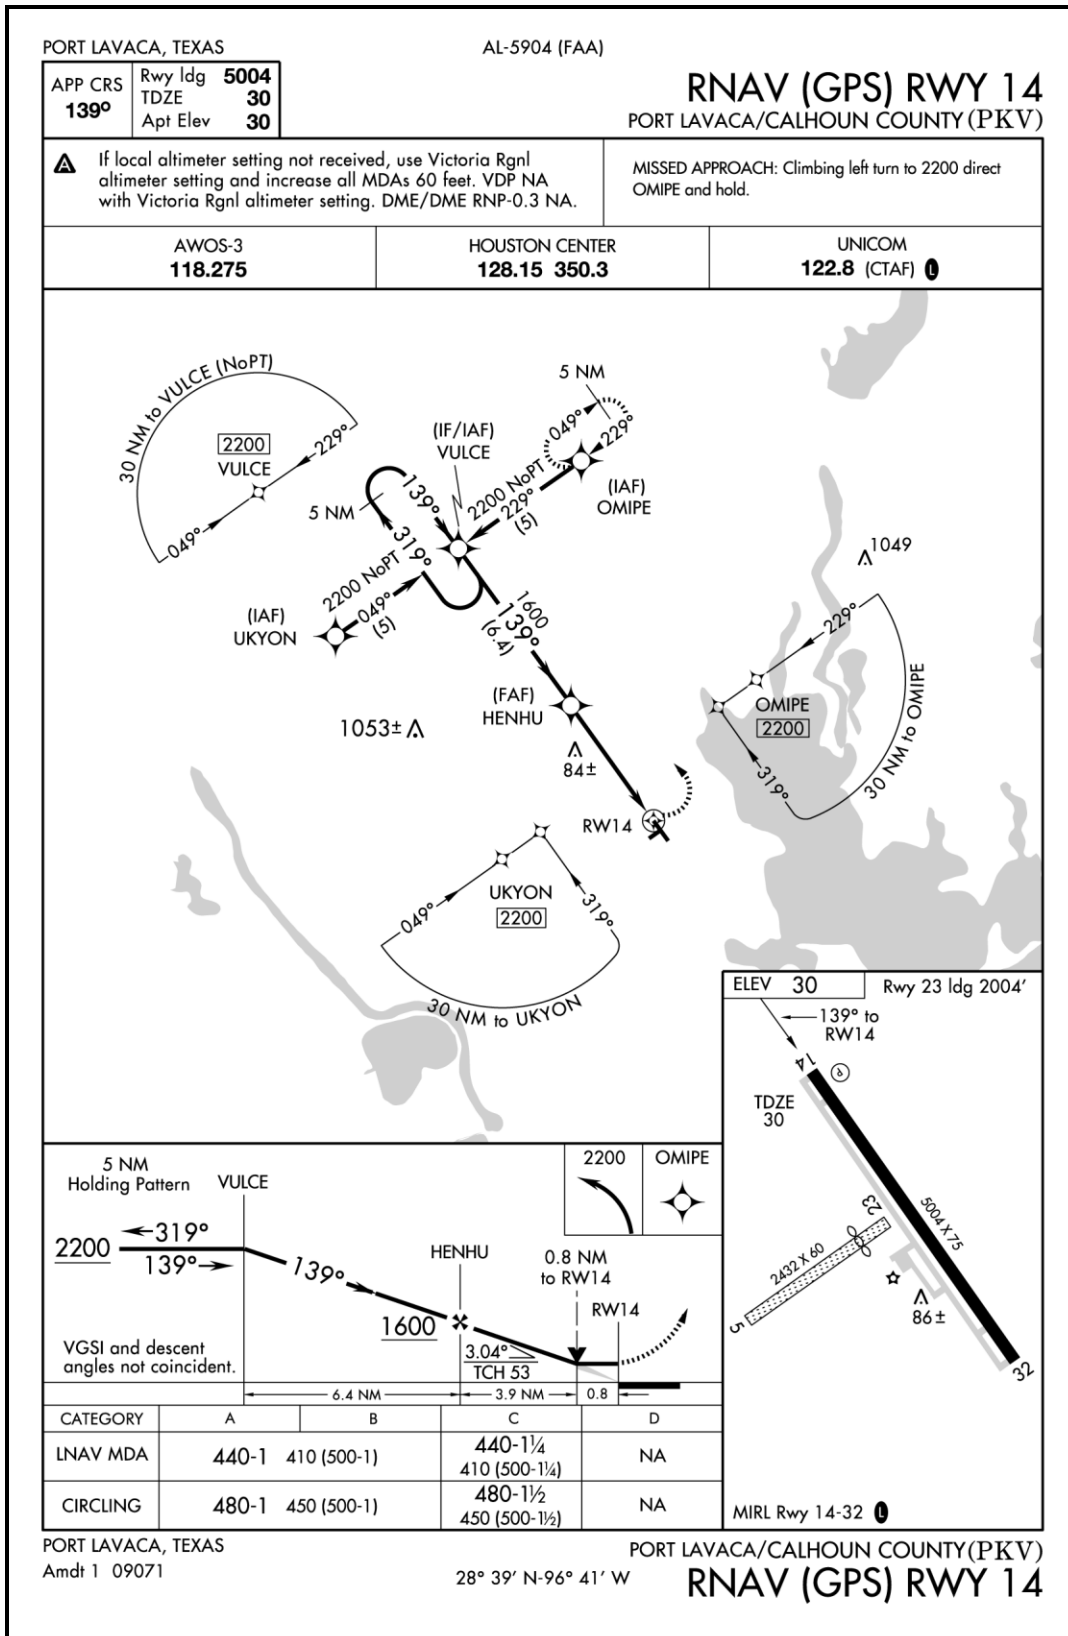 PORT LAVACA, TEXAS
AL-5904 (FAA)
APP CRS
139°
Rwy ldg 5004
TDZE 30
Apt Elev 30
RNAV (GPS) RWY 14
PORT LAVACA/CALHOUN COUNTY (PKV)
A
If local altimeter setting not received, use Victoria Rgnl
altimeter setting and increase all MDAs 60 feet. VDP NA
with Victoria Rgnl altimeter setting. DME/DME RNP-0.3 NA.
MISSED APPROACH: Climbing left turn to 2200 direct
OMIPE and hold.
AWOS-3
118.275
HOUSTON CENTER
128.15 350.3
UNICOM
122.8 (CTAF) L
30 NM to VULCE (NoPT)
2200
VULCE
229°
049°
5 NM
049°
229°
(IF/IAF)
VULCE
(IAF)
OMIPE
2200 NoPT
229°
(5)
5 NM
139°
319°
2200 NoPT
049°
(5)
(IAF)
UKYON
1600
139°
(6.4)
(FAF)
HENHU
1053±
84±
RW14
1049
229°
OMIPE
2200
319°
30 NM to OMIPE
UKYON
2200
049°
319°
30 NM to UKYON
ELEV 30
Rwy 23 ldg 2004'
139° to
RW14
14
P
TDZE
30
5004 X 75
23
2432 X 60
5
86±
32
MIRL Rwy 14-32 L
5 NM
Holding Pattern
VULCE
2200
319°
139°
139°
HENHU
1600
0.8 NM
to RW14
RW14
2200
OMIPE
3.04°
TCH 53
VGSI and descent
angles not coincident.
6.4 NM
3.9 NM
0.8
CATEGORY A B C D
LNAV MDA 440-1 410 (500-1) 440-1¼ NA
410 (500-1¼)
CIRCLING 480-1 450 (500-1) 480-1½ NA
450 (500-1½)
PORT LAVACA, TEXAS
Amdt 1 09071
28° 39' N-96° 41' W
PORT LAVACA/CALHOUN COUNTY (PKV)
RNAV (GPS) RWY 14